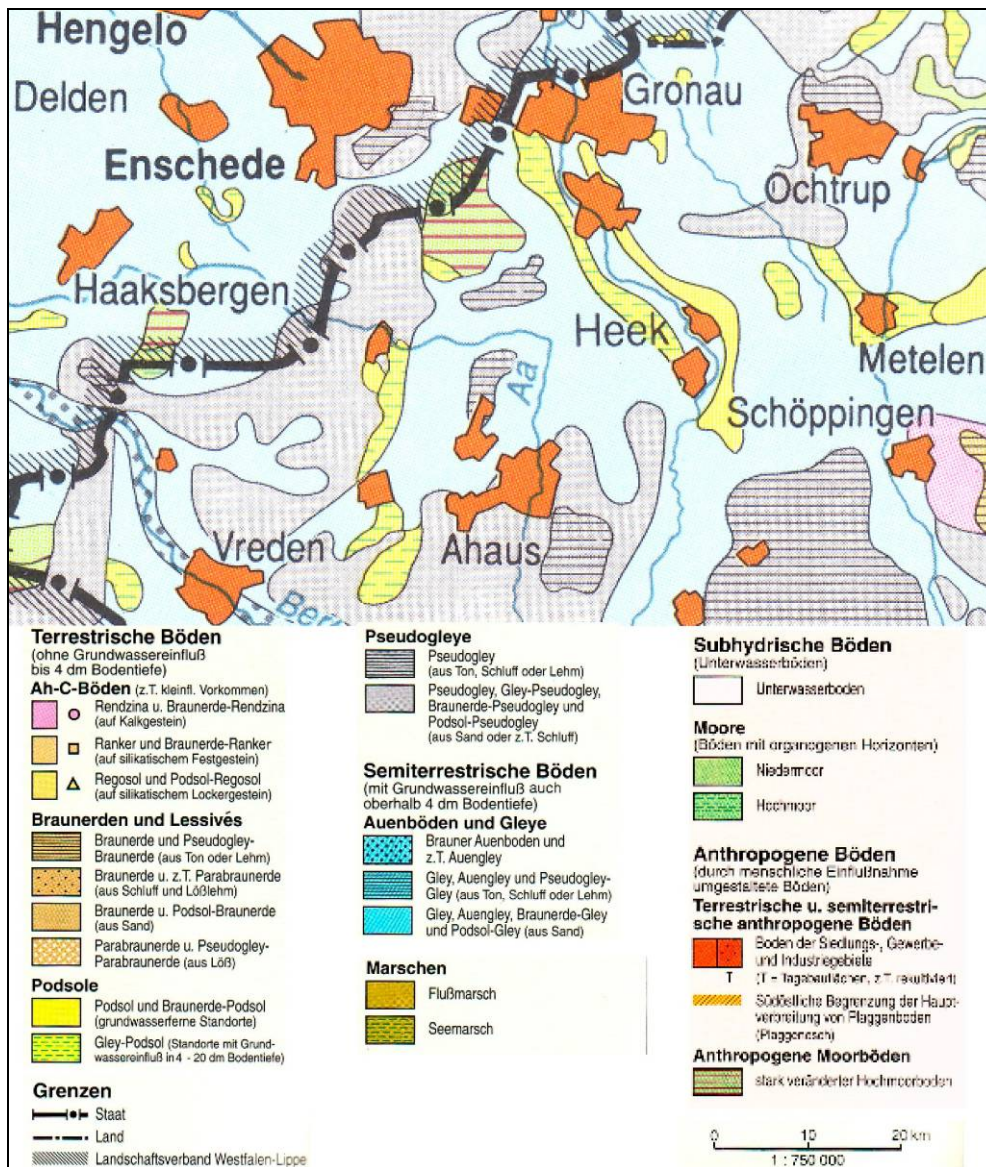 Hengelo
Delden
Gronau
Enschede
Ochtrup
Haaksbergen
Heek
Aa
Metelen
Schöppingen
Vreden
Ahaus
Terrestrische Böden
(ohne Grundwassereinfluß
bis 4 dm Bodentiefe)
Ah-C-Böden (z.T. kleinfl. Vorkommen)
Rendzina u. Braunerde-Rendzina
(auf Kalkgestein)
Ranker und Braunerde-Ranker
(auf silikatischem Festgestein)
Regosol und Podsol-Regosol
(auf silikatischem Lockergestein)
Braunerden und Lessivés
Braunerde und Pseudogley-
Braunerde (aus Ton oder Lehm)
Braunerde u. z.T. Parabraunerde
(aus Schluff und Lößlehm)
Braunerde u. Podsol-Braunerde
(aus Sand)
Parabraunerde u. Pseudogley-
Parabraunerde (aus Löß)
Podsole
Podsol und Braunerde-Podsol
(grundwasserferne Standorte)
Gley-Podsol (Standorte mit Grund-
wassereinfluß in 4 - 20 dm Bodentiefe)
Grenzen
Staat
Land
Landschaftsverband Westfalen-Lippe
Pseudogleye
Pseudogley
(aus Ton, Schluff oder Lehm)
Pseudogley, Gley-Pseudogley,
Braunerde-Pseudogley und
Podsol-Pseudogley
(aus Sand oder z.T. Schluff)
Semiterrestrische Böden
(mit Grundwassereinfluß auch
oberhalb 4 dm Bodentiefe)
Auenböden und Gleye
Brauner Auenboden und
z.T. Auengley
Gley, Auengley und Pseudogley-
Gley (aus Ton, Schluff oder Lehm)
Gley, Auengley, Braunerde-Gley
und Podsol-Gley (aus Sand)
Marschen
Flußmarsch
Seemarsch
Subhydrische Böden
(Unterwasserböden)
Unterwasserboden
Moore
(Böden mit organogenen Horizonten)
Niedermoor
Hochmoor
Anthropogene Böden
(durch menschliche Einflußnahme
umgestaltete Böden)
Terrestrische u. semiterrestri-
sche anthropogene Böden
Boden der Siedlungs-, Gewerbe-
und Industriegebiete
T (T = Tagebauflächen, z.T. rekultiviert)
Südöstliche Begrenzung der Haupt-
verbreitung von Plaggenboden
(Plaggenesch)
Anthropogene Moorböden
stark veränderter Hochmoorboden
0 10 20 km
1 : 750 000